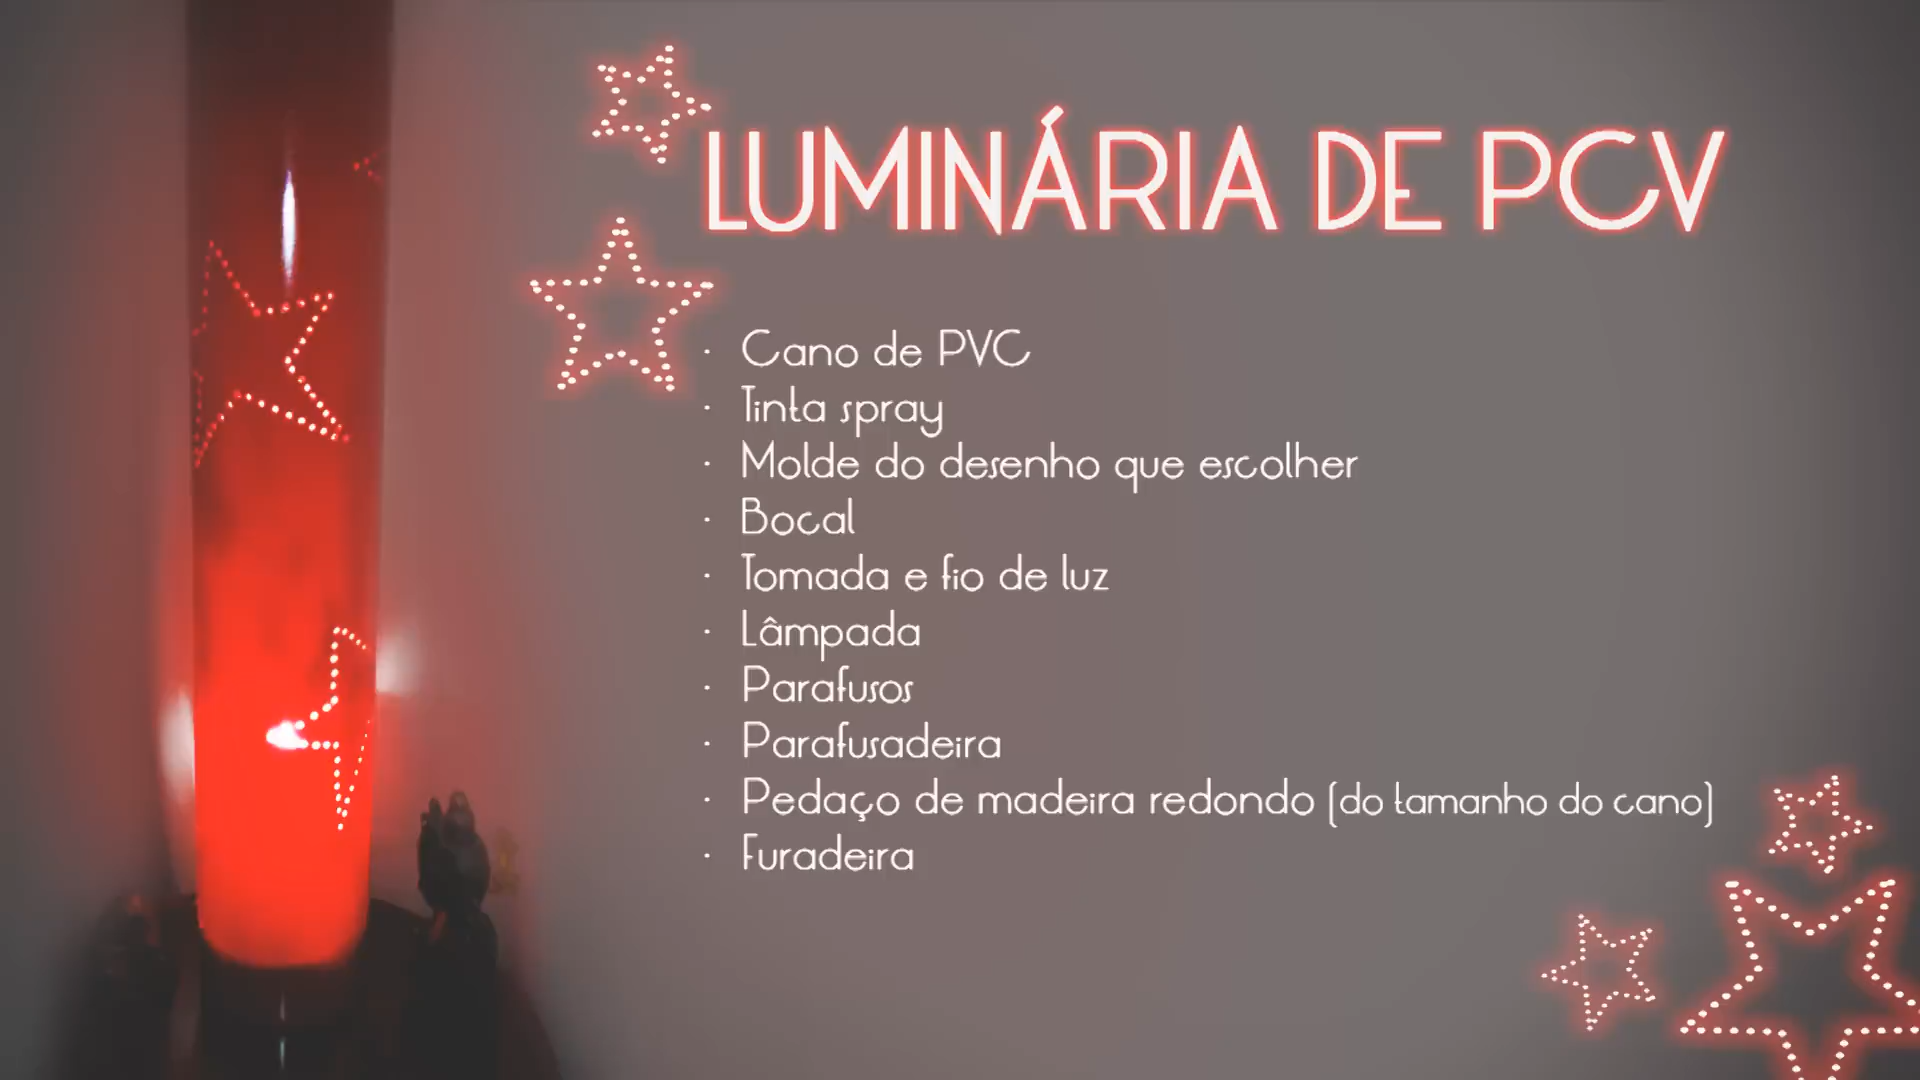 LUMINÁRIA DE PCV
· Cano de PVC
· Tinta spray
· Molde do desenho que escolher
· Bocal
· Tomada e fio de luz
· Lâmpada
· Parafusos
· Parafusadeira
· Pedaço de madeira redondo (do tamanho do cano)
· Furadeira